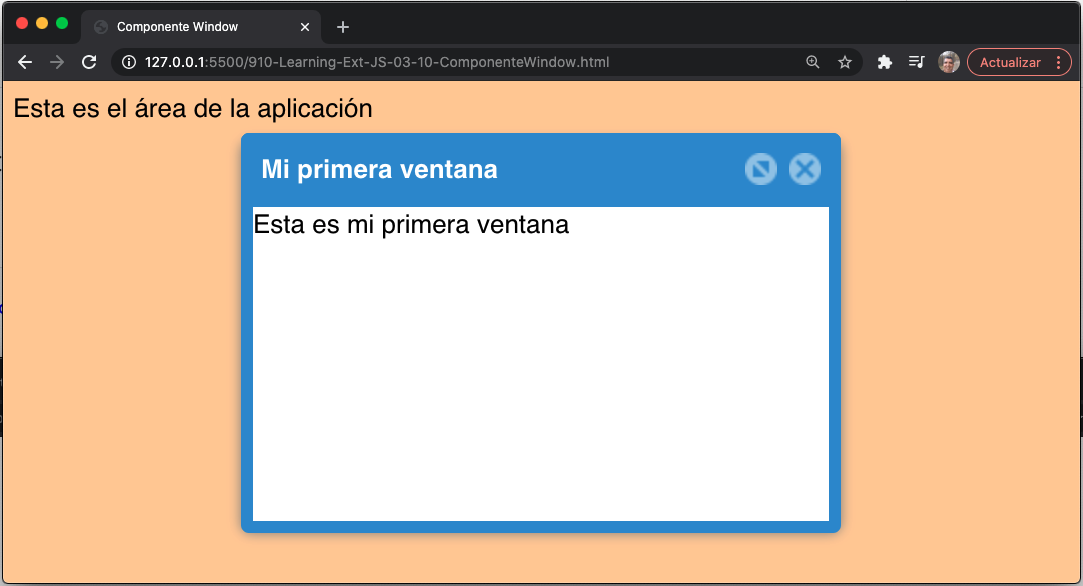 Componente Window
127.0.0.1:5500/910-Learning-Ext-JS-03-10-ComponenteWindow.html
Actualizar
Esta es el área de la aplicación
Mi primera ventana
Esta es mi primera ventana